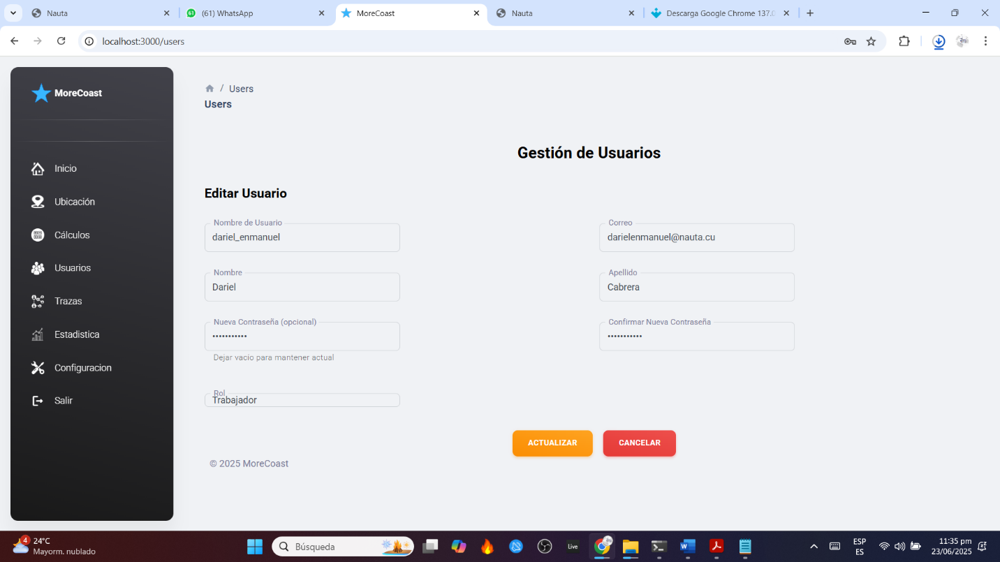 Nauta
(61) WhatsApp
MoreCoast
Nauta
Descarga Google Chrome 137.0
localhost:3000/users
MoreCoast
Inicio
Ubicación
Cálculos
Usuarios
Trazas
Estadistica
Configuracion
Salir
/ Users
Users
Gestión de Usuarios
Editar Usuario
Nombre de Usuario
dariel_enmanuel
Correo
darielenmanuel@nauta.cu
Nombre
Dariel
Apellido
Cabrera
Nueva Contraseña (opcional)
•••••••••••
Confirmar Nueva Contraseña
•••••••••••
Dejar vacío para mantener actual
Rol
Trabajador
ACTUALIZAR
CANCELAR
© 2025 MoreCoast
4
24°C
Mayorm. nublado
Búsqueda
Live
ESP
ES
11:35 pm
23/06/2025